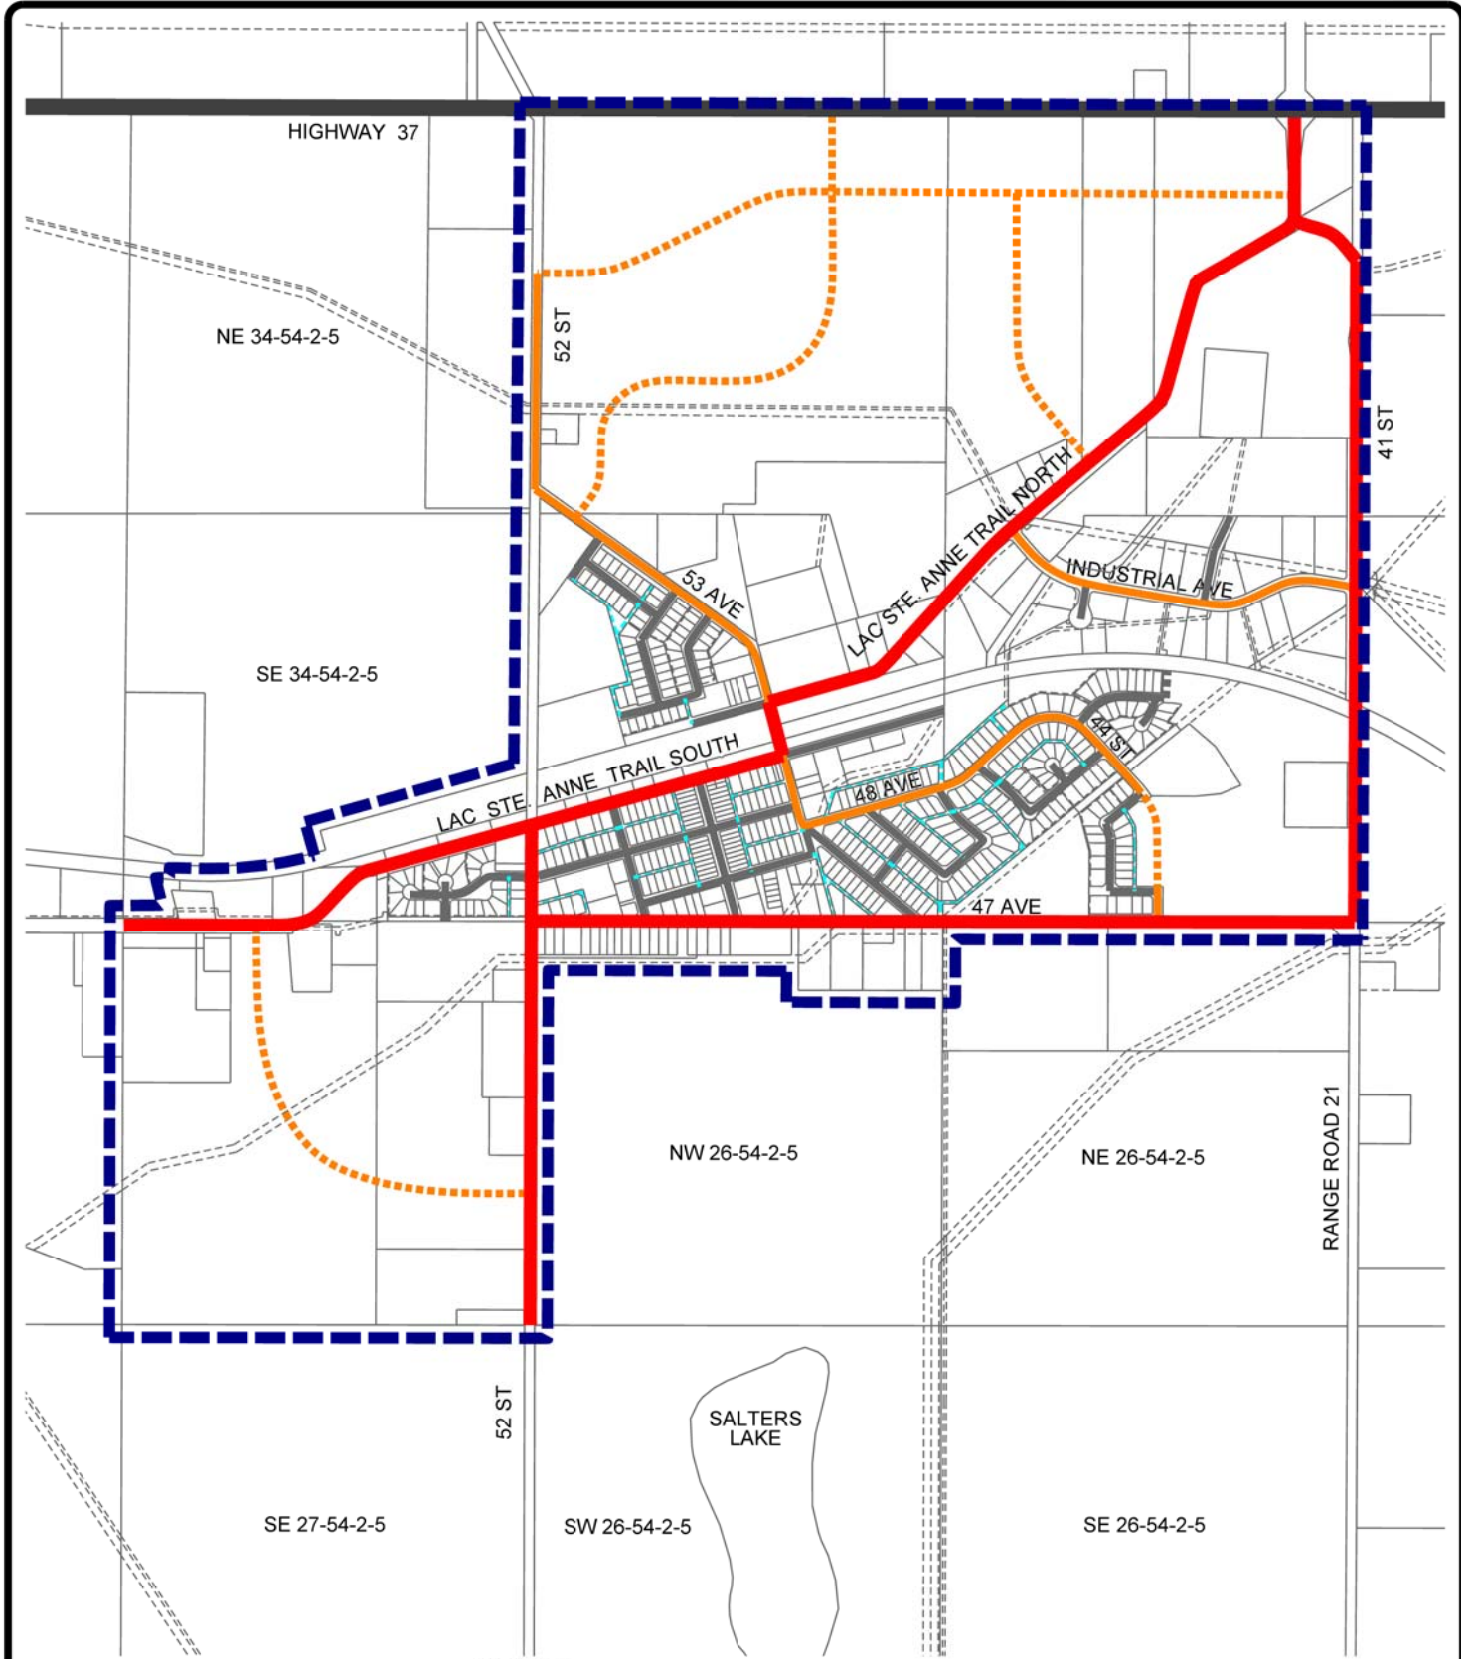 HIGHWAY 37
NE 34-54-2-5
52 ST
41 ST
LAC STE. ANNE TRAIL NORTH
INDUSTRIAL AVE
53 AVE
SE 34-54-2-5
44 ST
LAC STE. ANNE TRAIL SOUTH
48 AVE
47 AVE
NW 26-54-2-5
NE 26-54-2-5
RANGE ROAD 21
52 ST
SALTERS
LAKE
SE 27-54-2-5
SW 26-54-2-5
SE 26-54-2-5